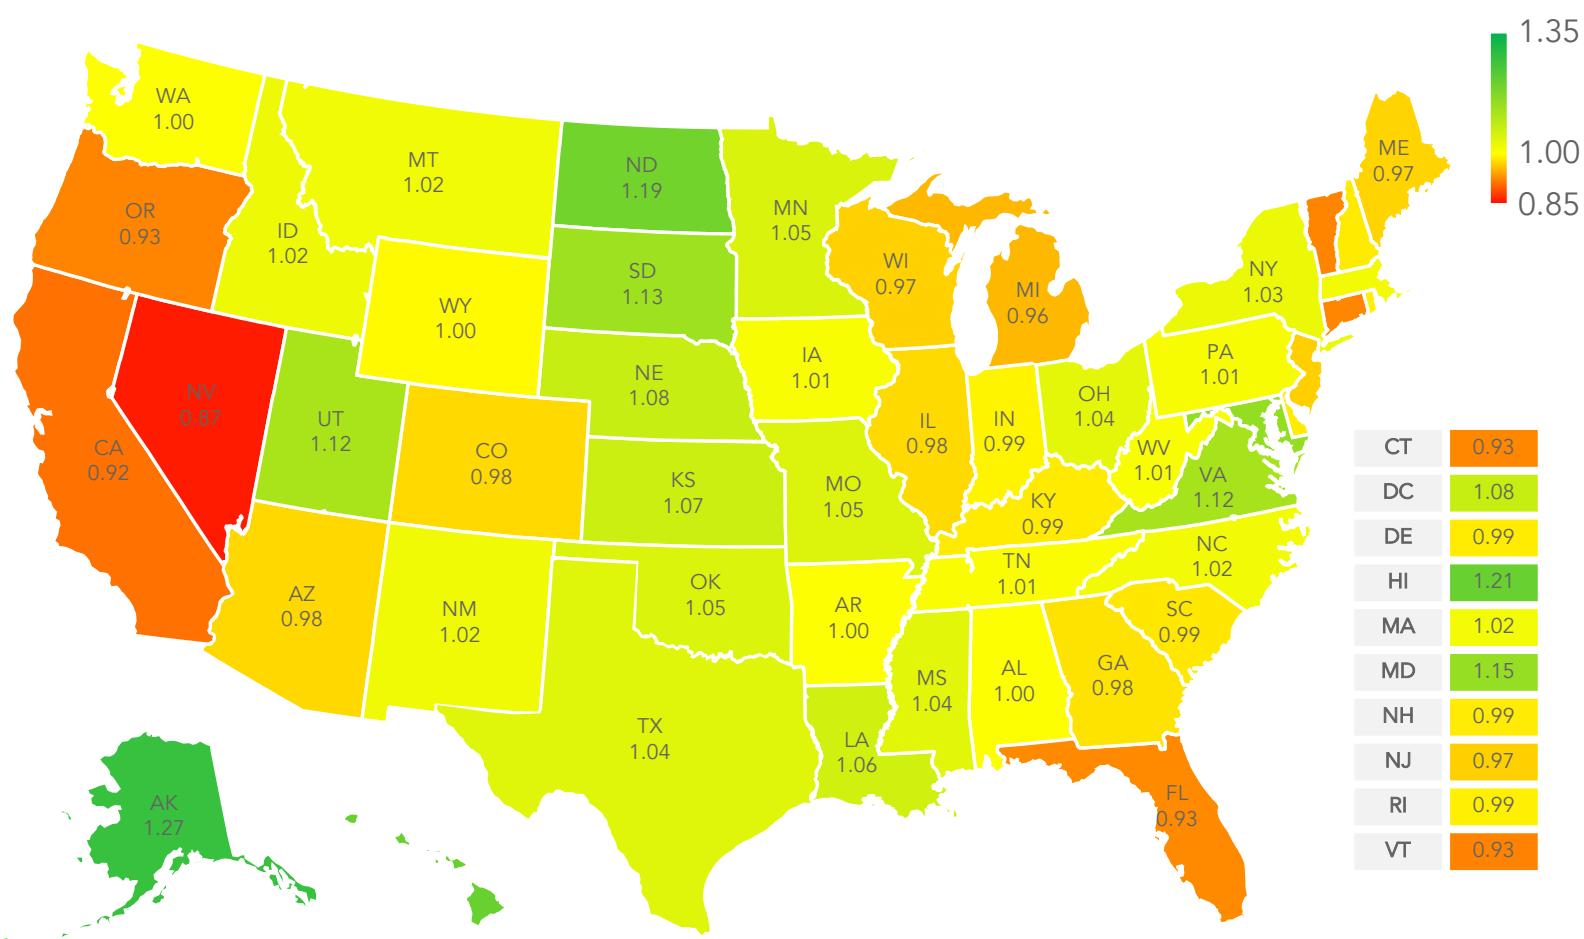 1.35
1.00
0.85
WA
1.00
OR
0.93
CA
0.92
NV
0.87
ID
1.02
MT
1.02
WY
1.00
UT
1.12
CO
0.98
AZ
0.98
NM
1.02
ND
1.19
SD
1.13
NE
1.08
KS
1.07
OK
1.05
TX
1.04
MN
1.05
IA
1.01
MO
1.05
AR
1.00
LA
1.06
WI
0.97
IL
0.98
MI
0.96
IN
0.99
OH
1.04
KY
0.99
TN
1.01
MS
1.04
AL
1.00
GA
0.98
FL
0.93
SC
0.99
NC
1.02
VA
1.12
WV
1.01
PA
1.01
NY
1.03
ME
0.97
AK
1.27
CT 0.93
DC 1.08
DE 0.99
HI 1.21
MA 1.02
MD 1.15
NH 0.99
NJ 0.97
RI 0.99
VT 0.93